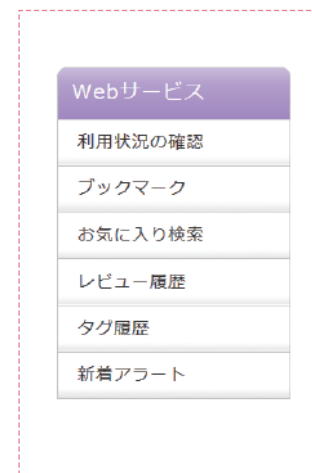 Webサービス
利用状況の確認
ブックマーク
お気に入り検索
レビュー履歴
タグ履歴
新着アラート